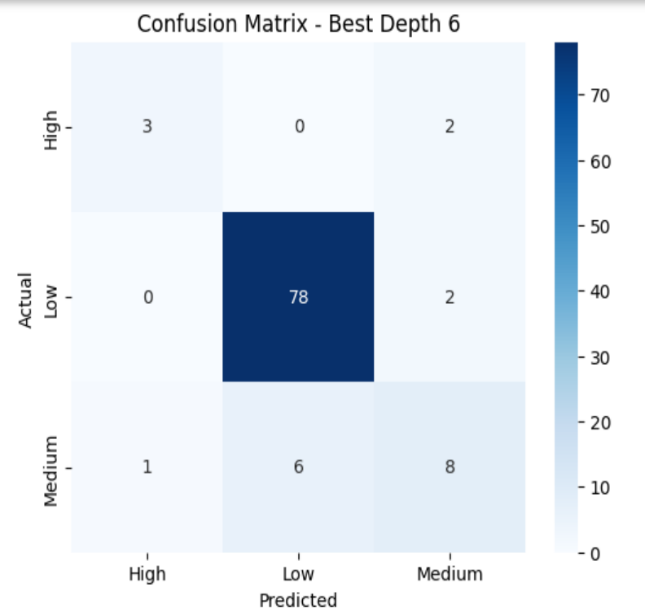 Confusion Matrix - Best Depth 6
High
3
0
2
Actual
Low
0
78
2
Medium
1
6
8
High
Low
Medium
Predicted
70
60
50
40
30
20
10
0